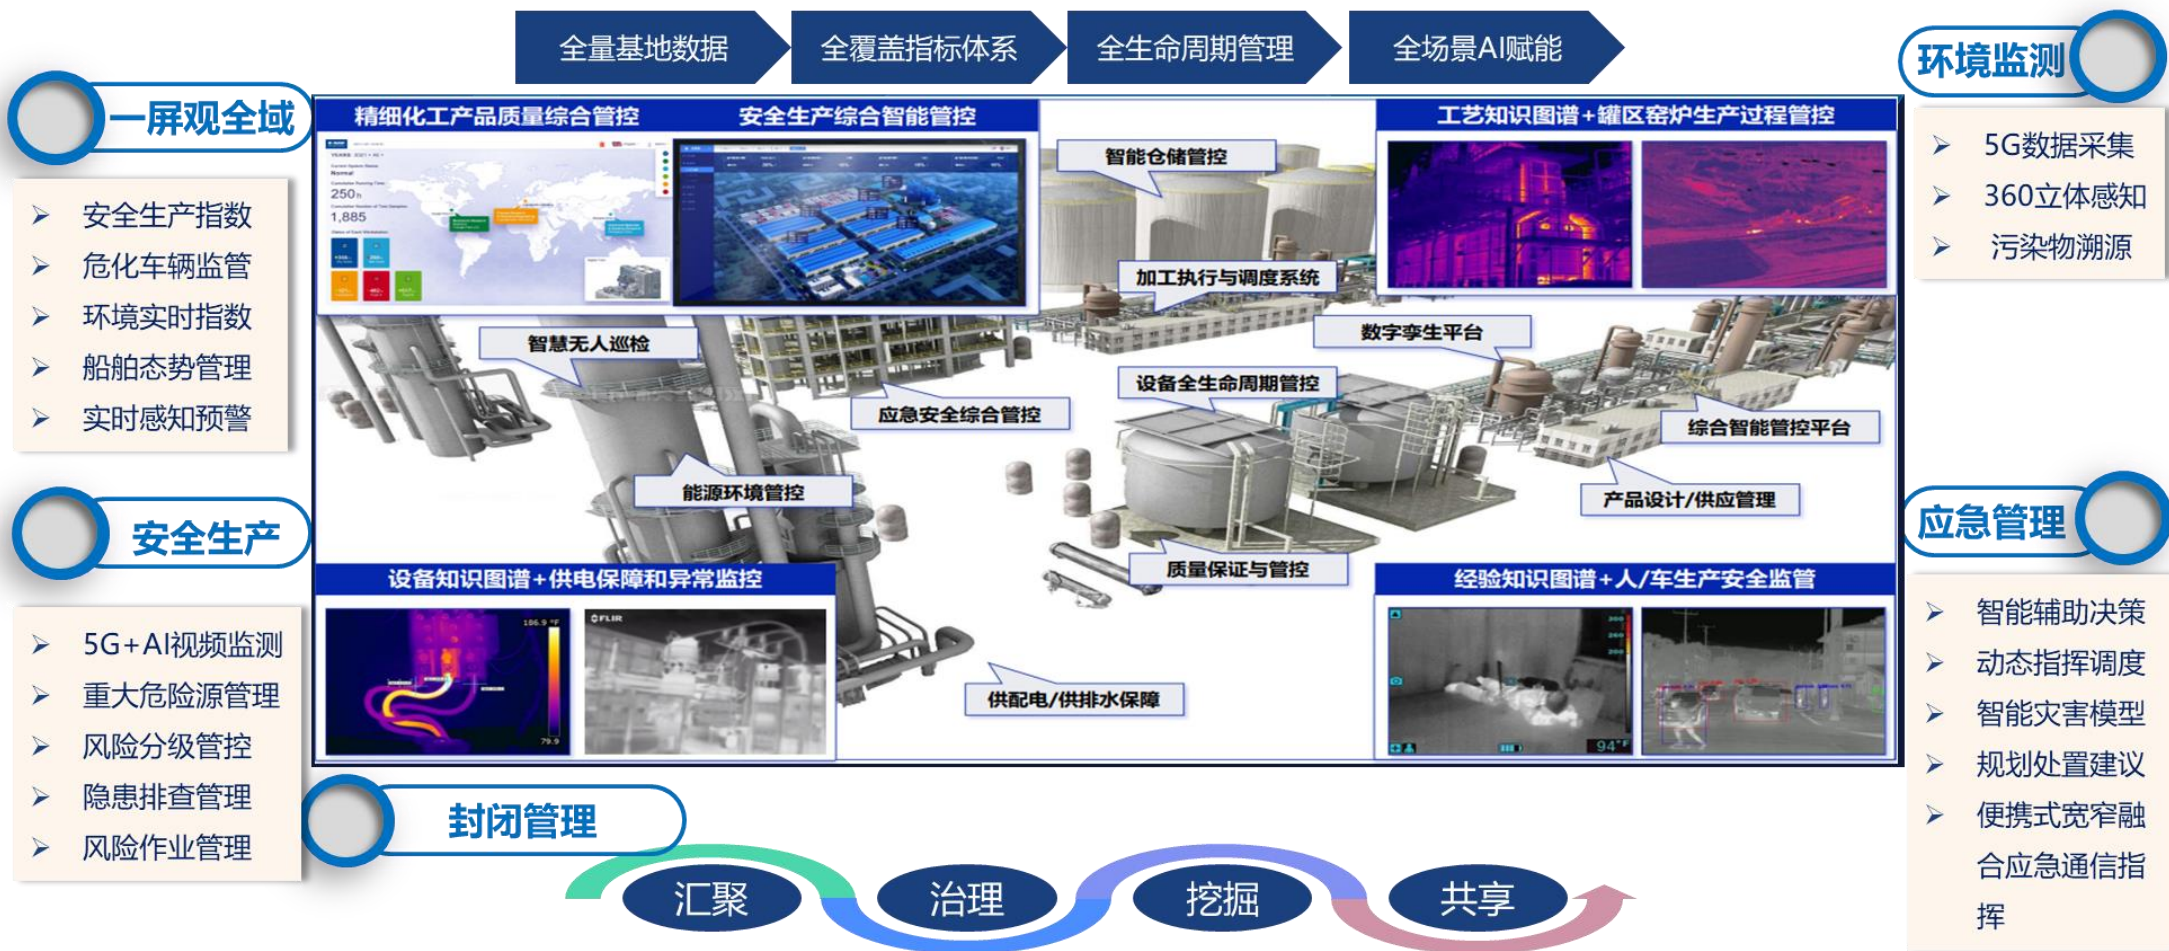 全量基地数据
全覆盖指标体系
全生命周期管理
全场景AI赋能
一屏观全域
安全生产指数
危化车辆监管
环境实时指数
船舶态势管理
实时感知预警
安全生产
5G+AI视频监测
重大危险源管理
风险分级管控
隐患排查管理
风险作业管理
封闭管理
精细化工产品质量综合管控
安全生产综合智能管控
Normal
250h
1,885
工艺知识图谱+罐区窑炉生产过程管控
智能仓储管控
加工执行与调度系统
数字孪生平台
智慧无人巡检
设备全生命周期管控
应急安全综合管控
综合智能管控平台
能源环境管控
产品设计/供应管理
质量保证与管控
供配电/供排水保障
设备知识图谱+供电保障和异常监控
186.9 °F
79.9
FLIR
经验知识图谱+人/车生产安全监管
94°F
环境监测
5G数据采集
360立体感知
污染物溯源
应急管理
智能辅助决策
动态指挥调度
智能灾害模型
规划处置建议
便携式宽窄融
合应急通信指
挥
汇聚
治理
挖掘
共享